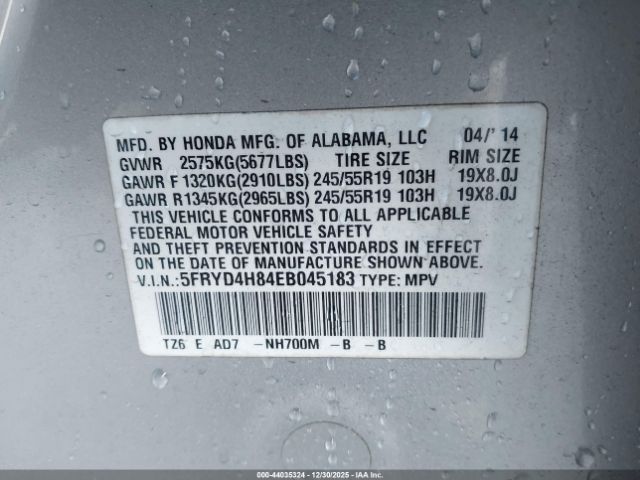 MFD. BY HONDA MFG. OF ALABAMA, LLC 04/' 14
GVWR 2575KG(5677LBS) TIRE SIZE RIM SIZE
GAWR F 1320KG(2910LBS) 245/55R19 103H 19X8.0J
GAWR R 1345KG(2965LBS) 245/55R19 103H 19X8.0J
THIS VEHICLE CONFORMS TO ALL APPLICABLE
FEDERAL MOTOR VEHICLE SAFETY
AND THEFT PREVENTION STANDARDS IN EFFECT
ON THE DATE OF MANUFACTURE SHOWN ABOVE.
V.I.N.:5FRYD4H84EB045183 TYPE: MPV
TZ6 E AD7 -NH700M -B -B
000-44035324 - 12/30/2025 - IAAI.COM